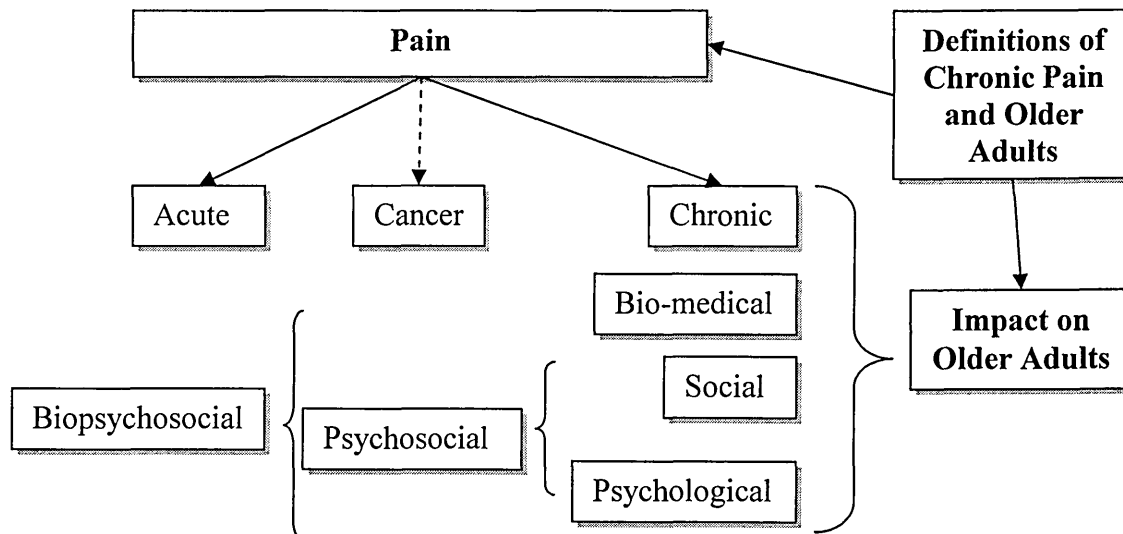 Pain
Definitions of
Chronic Pain
and Older
Adults
Acute
Cancer
Chronic
Bio-medical
Impact on
Older Adults
Social
Biopsychosocial
Psychosocial
Psychological